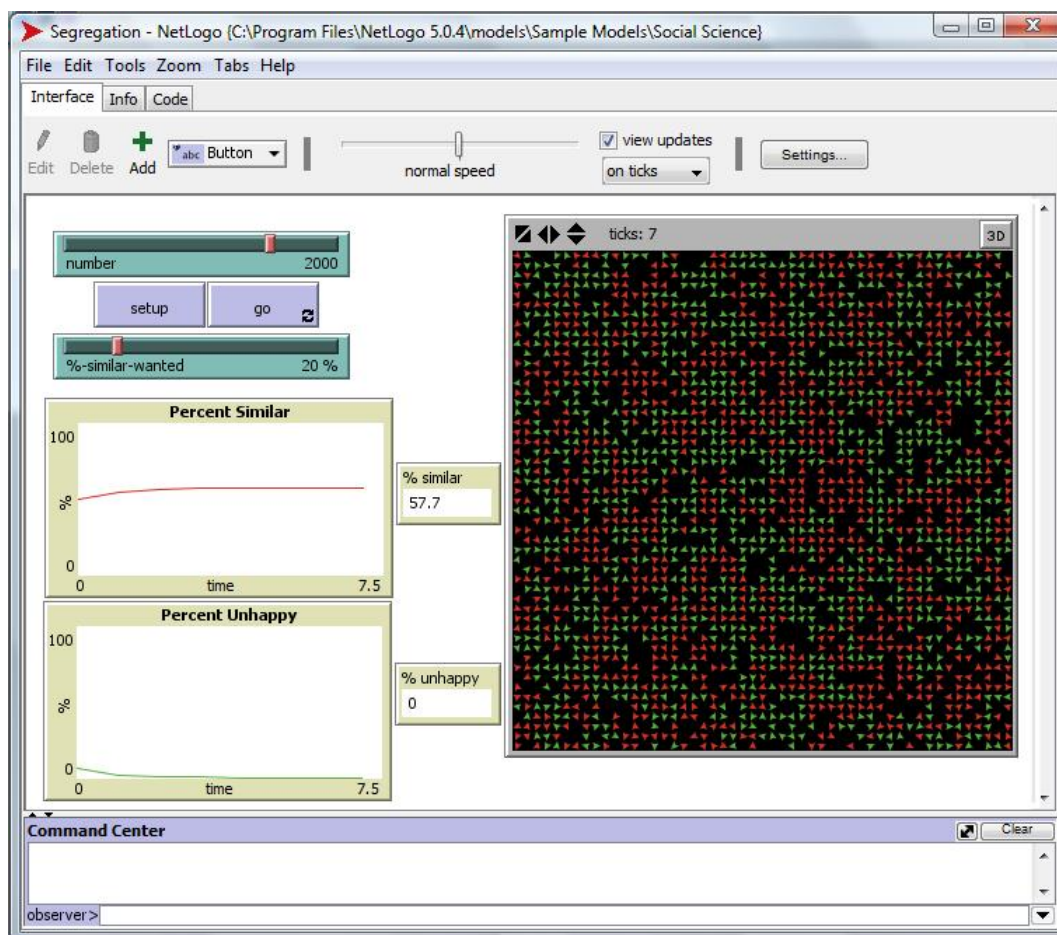 Segregation - NetLogo {C:\Program Files\NetLogo 5.0.4\models\Sample Models\Social Science}
File Edit Tools Zoom Tabs Help
Interface Info Code
Edit Delete Add abc Button normal speed view updates on ticks Settings...
number 2000
setup go
%-similar-wanted 20 %
Percent Similar
100
%
0
0 time 7.5
% similar
57.7
Percent Unhappy
100
%
0
0 time 7.5
% unhappy
0
ticks: 7 3D
Command Center Clear
observer>